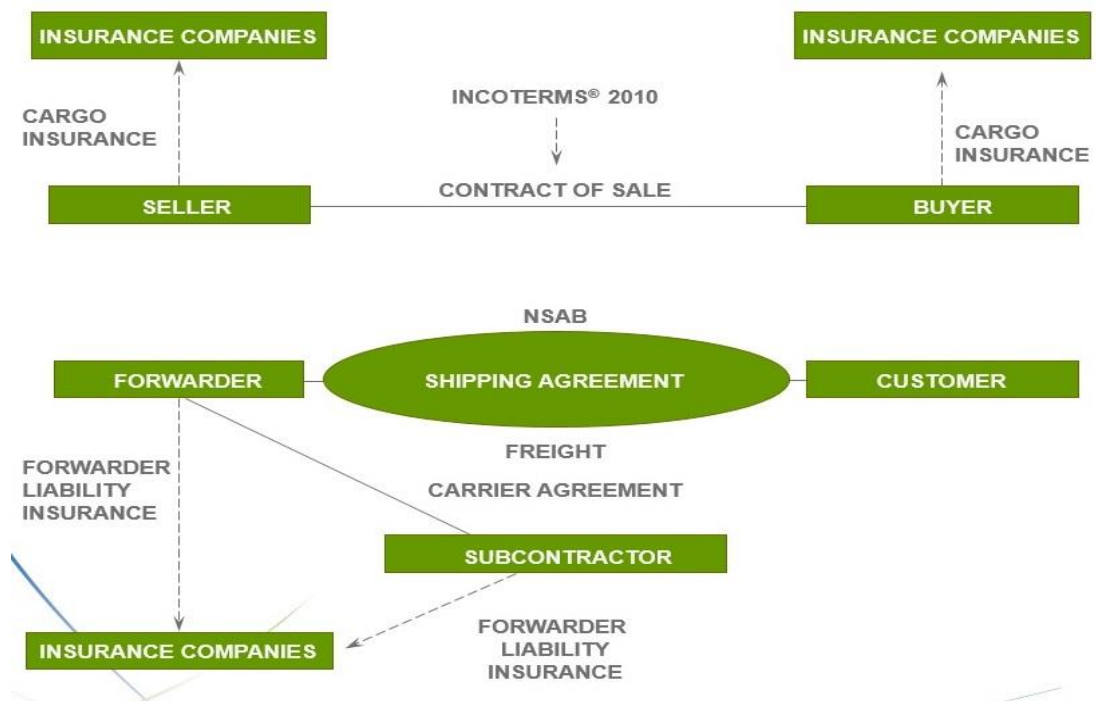 INSURANCE COMPANIES
INSURANCE COMPANIES
INCOTERMS® 2010
CARGO
INSURANCE
CARGO
INSURANCE
CONTRACT OF SALE
SELLER
BUYER
NSAB
FORWARDER
SHIPPING AGREEMENT
CUSTOMER
FREIGHT
FORWARDER
LIABILITY
INSURANCE
CARRIER AGREEMENT
SUBCONTRACTOR
INSURANCE COMPANIES
FORWARDER
LIABILITY
INSURANCE